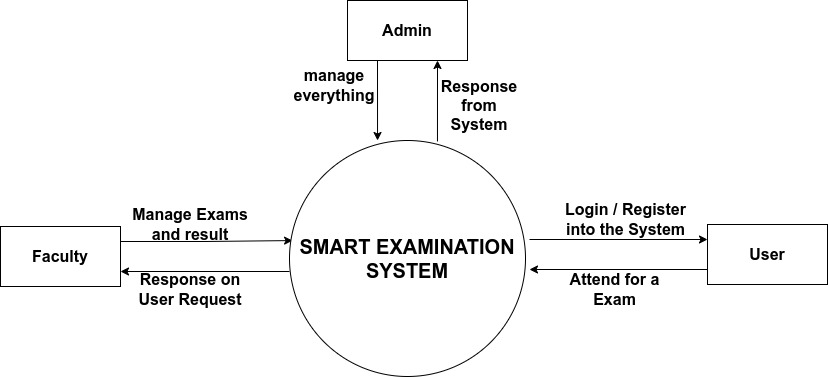 Admin
manage
everything
Response
from
System
Manage Exams
and result
Login / Register
into the System
Faculty
SMART EXAMINATION
SYSTEM
User
Response on
User Request
Attend for a
Exam